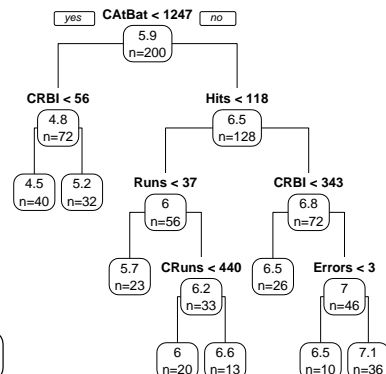 yes CAtBat < 1247 no
5.9
n=200
CRBI < 56 Hits < 118
4.8 6.5
n=72 n=128
4.5 5.2 Runs < 37 CRBI < 343
n=40 n=32 6 6.8
n=56 n=72
5.7 CRuns < 440 6.5 Errors < 3
n=23 6.2 n=26 7
n=33 n=46
6 6.6 6.5 7.1
n=20 n=13 n=10 n=36